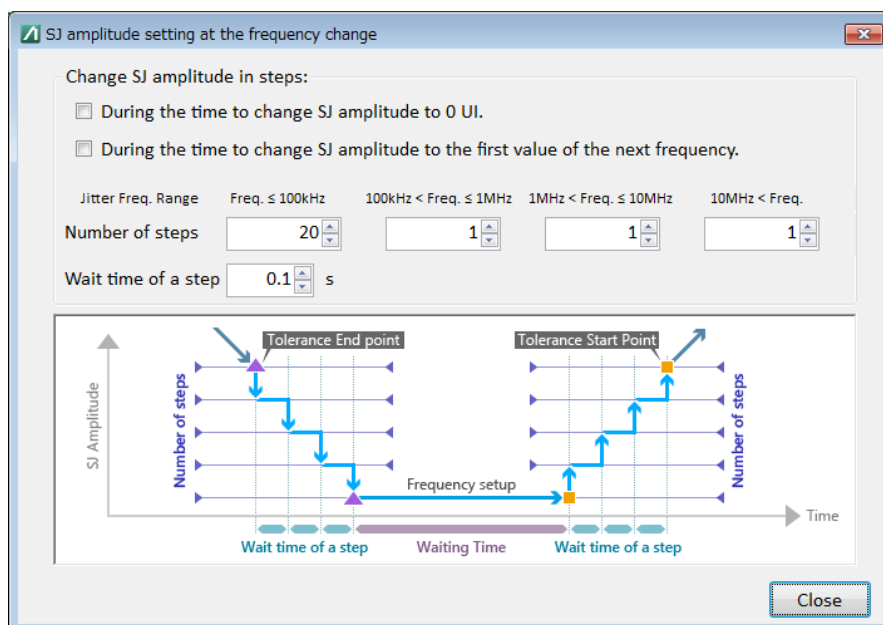 SJ amplitude setting at the frequency change
Change SJ amplitude in steps:
During the time to change SJ amplitude to 0 UI.
During the time to change SJ amplitude to the first value of the next frequency.
Jitter Freq. Range Freq. ≤ 100kHz 100kHz < Freq. ≤ 1MHz 1MHz < Freq. ≤ 10MHz 10MHz < Freq.
Number of steps 20 1 1 1
Wait time of a step 0.1 s
Tolerance End point Tolerance Start Point
SJ Amplitude
Number of steps
Number of steps
Frequency setup
Time
Wait time of a step Waiting Time Wait time of a step
Close